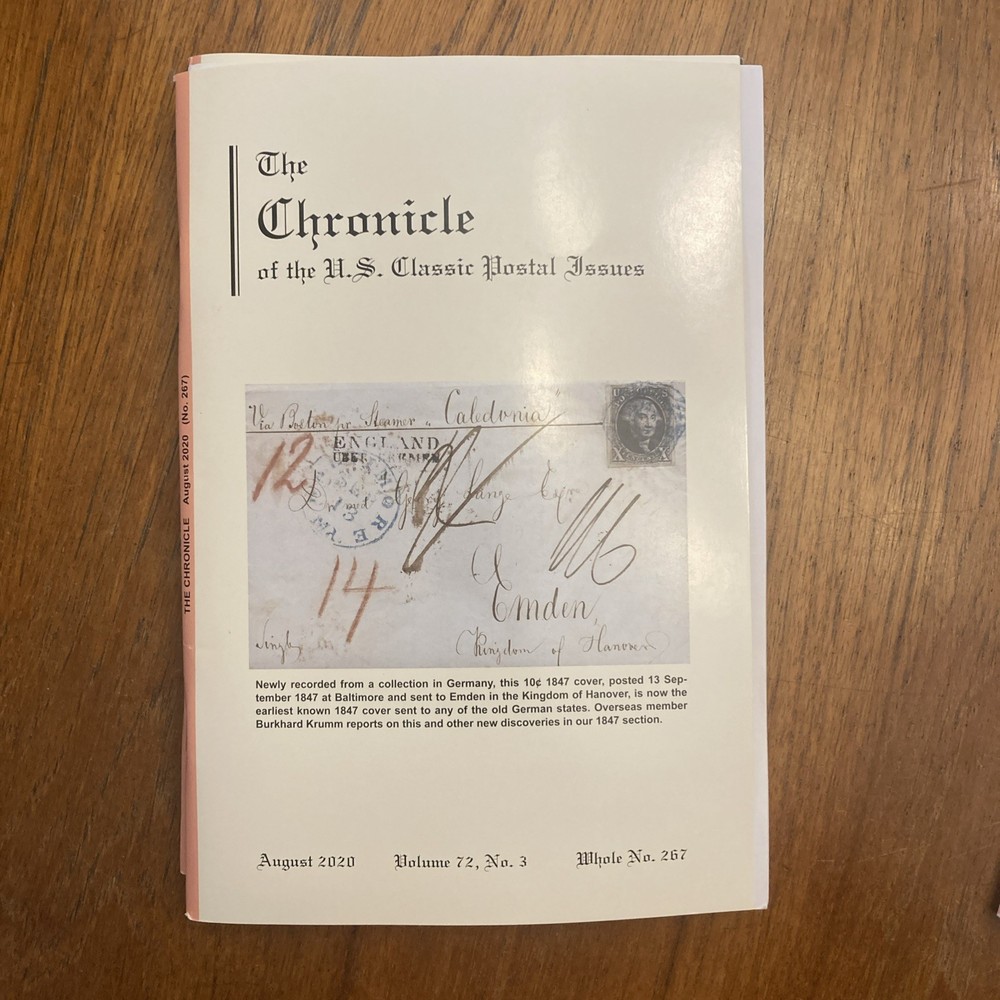 The
Chronicle
of the U.S. Classic Postal Issues
THE CHRONICLE August 2020 (No. 267)
Via Boston pr. Steamer „ Caledonia"
12
ENGLAND
14
Emden,
(Kingdom of Hanover)
X X
Newly recorded from a collection in Germany, this 10¢ 1847 cover, posted 13 Sep-
tember 1847 at Baltimore and sent to Emden in the Kingdom of Hanover, is now the
earliest known 1847 cover sent to any of the old German states. Overseas member
Burkhard Krumm reports on this and other new discoveries in our 1847 section.
August 2020 Volume 72, No. 3 Whole No. 267